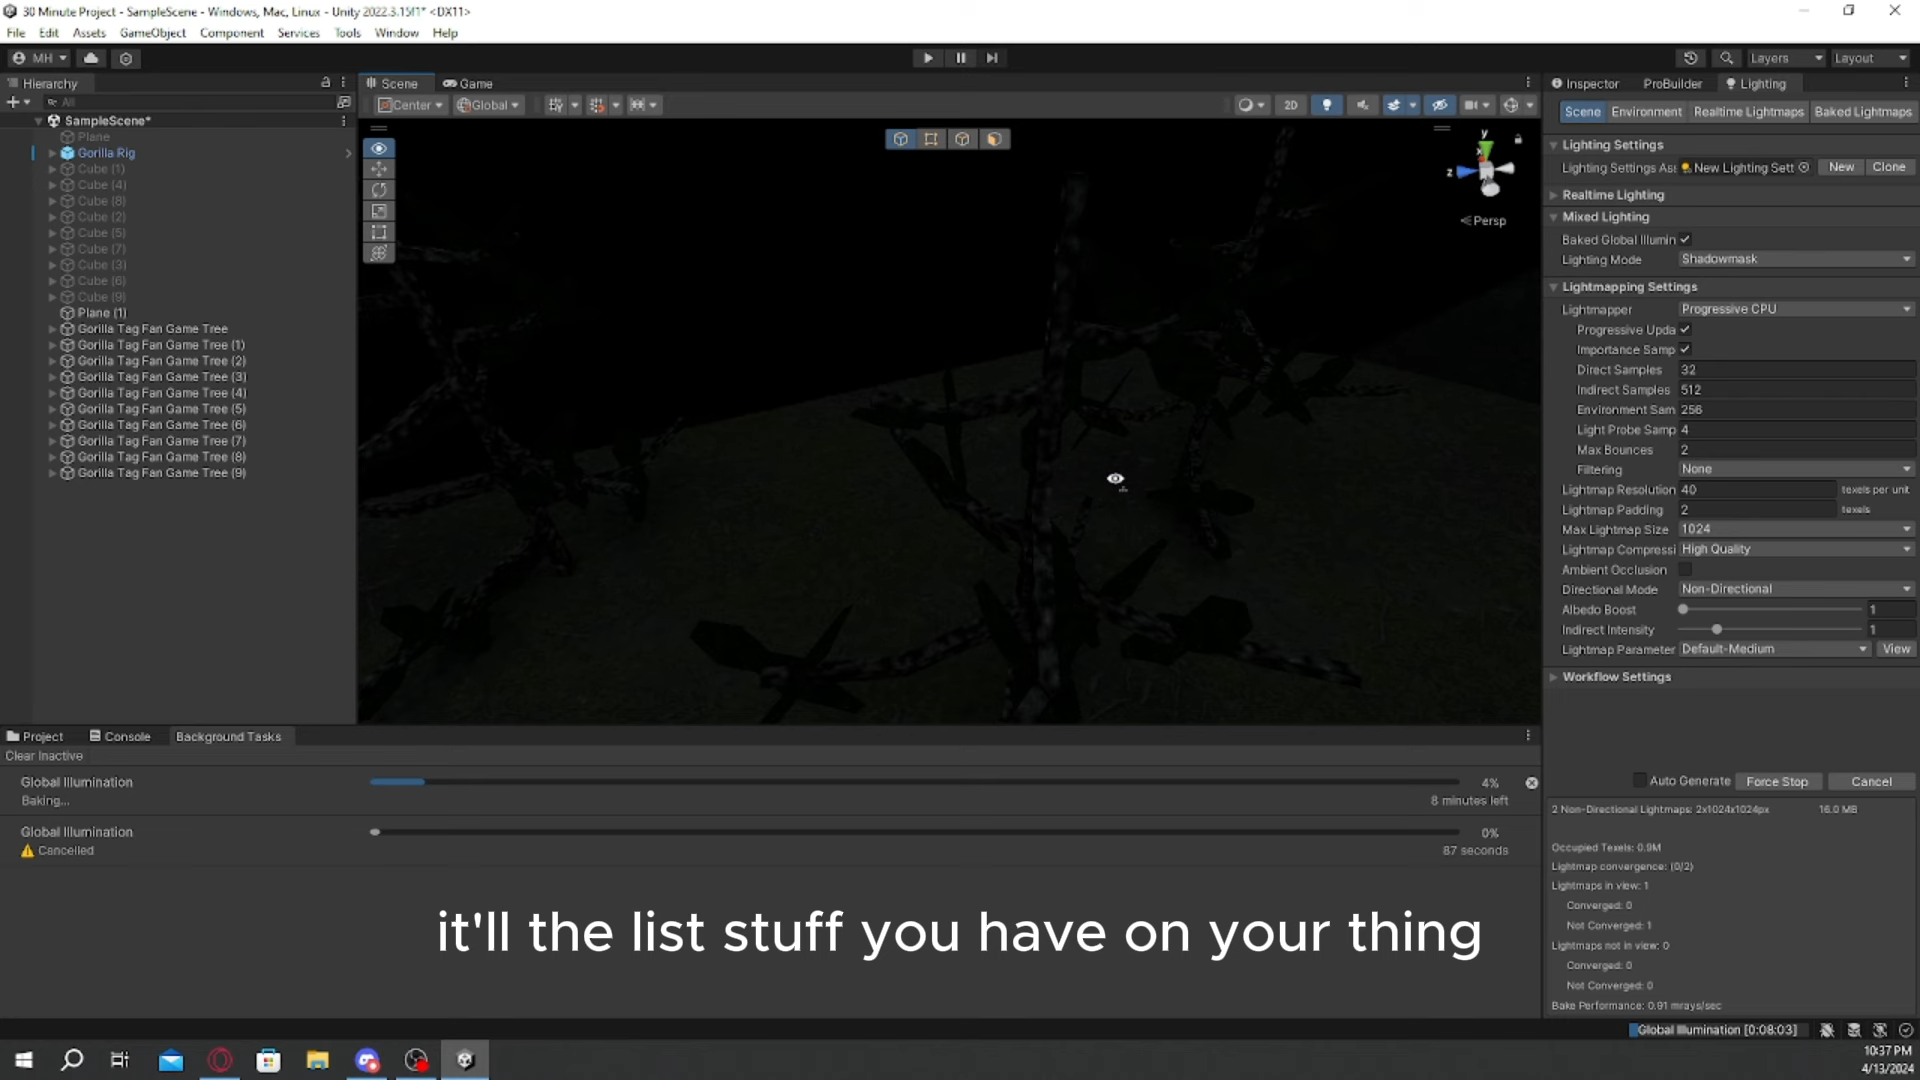 30 Minute Project - SampleScene - Windows, Mac, Linux - Unity 2022.3.15f1* <DX11>
File Edit Assets GameObject Component Services Tools Window Help
MH Layers Layout
Hierarchy
All
SampleScene*
Plane
Gorilla Rig
Cube (1)
Cube (4)
Cube (8)
Cube (2)
Cube (5)
Cube (7)
Cube (3)
Cube (6)
Cube (9)
Plane (1)
Gorilla Tag Fan Game Tree
Gorilla Tag Fan Game Tree (1)
Gorilla Tag Fan Game Tree (2)
Gorilla Tag Fan Game Tree (3)
Gorilla Tag Fan Game Tree (4)
Gorilla Tag Fan Game Tree (5)
Gorilla Tag Fan Game Tree (6)
Gorilla Tag Fan Game Tree (7)
Gorilla Tag Fan Game Tree (8)
Gorilla Tag Fan Game Tree (9)
Scene Game
Center Global 2D
y
x
z
Persp
Inspector ProBuilder Lighting
Scene Environment Realtime Lightmaps Baked Lightmaps
Lighting Settings
Lighting Settings As: New Lighting Sett New Clone
Realtime Lighting
Mixed Lighting
Baked Global Illumin
Lighting Mode Shadowmask
Lightmapping Settings
Lightmapper Progressive CPU
Progressive Upda
Importance Samp
Direct Samples 32
Indirect Samples 512
Environment Sam 256
Light Probe Samp 4
Max Bounces 2
Filtering None
Lightmap Resolution 40 texels per unit
Lightmap Padding 2 texels
Max Lightmap Size 1024
Lightmap Compressi High Quality
Ambient Occlusion
Directional Mode Non-Directional
Albedo Boost 1
Indirect Intensity 1
Lightmap Parameter Default-Medium View
Workflow Settings
Auto Generate Force Stop Cancel
2 Non-Directional Lightmaps: 2x1024x1024px 16.0 MB
Occupied Texels: 0.9M
Lightmap convergence: (0/2)
Lightmaps in view: 1
Converged: 0
Not Converged: 1
Lightmaps not in view: 0
Converged: 0
Not Converged: 0
Bake Performance: 0.91 mrays/sec
Project Console Background Tasks
Clear Inactive
Global Illumination 4%
Baking... 8 minutes left
Global Illumination 0%
Cancelled 87 seconds
it'll the list stuff you have on your thing
Global Illumination [0:08:03]
10:37 PM
4/13/2024